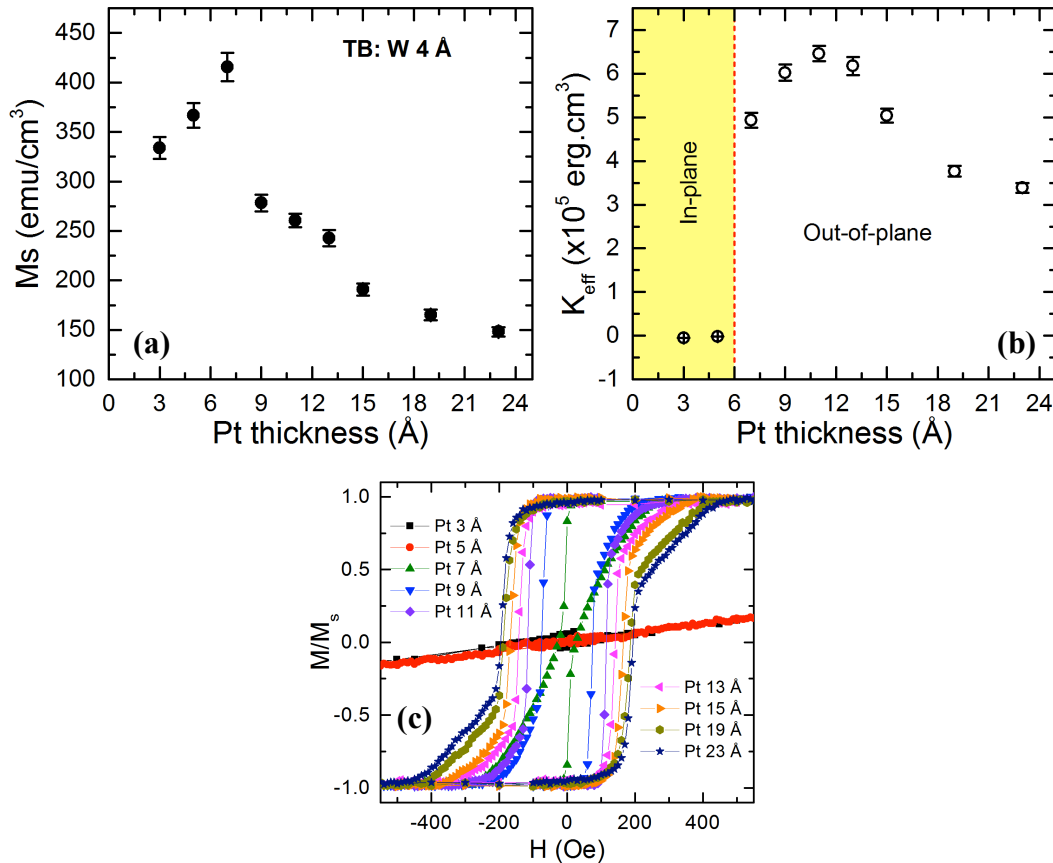 450
400
350
300
250
200
150
100
Ms (emu/cm³)
TB: W 4 Å
(a)
0 3 6 9 12 15 18 21 24
Pt thickness (Å)
7
6
5
4
3
2
1
0
-1
K_eff (x10⁵ erg.cm³)
In-plane
Out-of-plane
(b)
0 3 6 9 12 15 18 21 24
Pt thickness (Å)
1.0
0.5
0.0
-0.5
-1.0
M/M_s
Pt 3 Å
Pt 5 Å
Pt 7 Å
Pt 9 Å
Pt 11 Å
Pt 13 Å
Pt 15 Å
Pt 19 Å
Pt 23 Å
(c)
-400 -200 0 200 400
H (Oe)